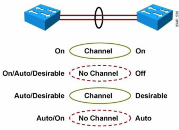 On Channel On
On/Auto/Desirable No Channel Off
Auto/Desirable Channel Desirable
Auto/On No Channel Auto